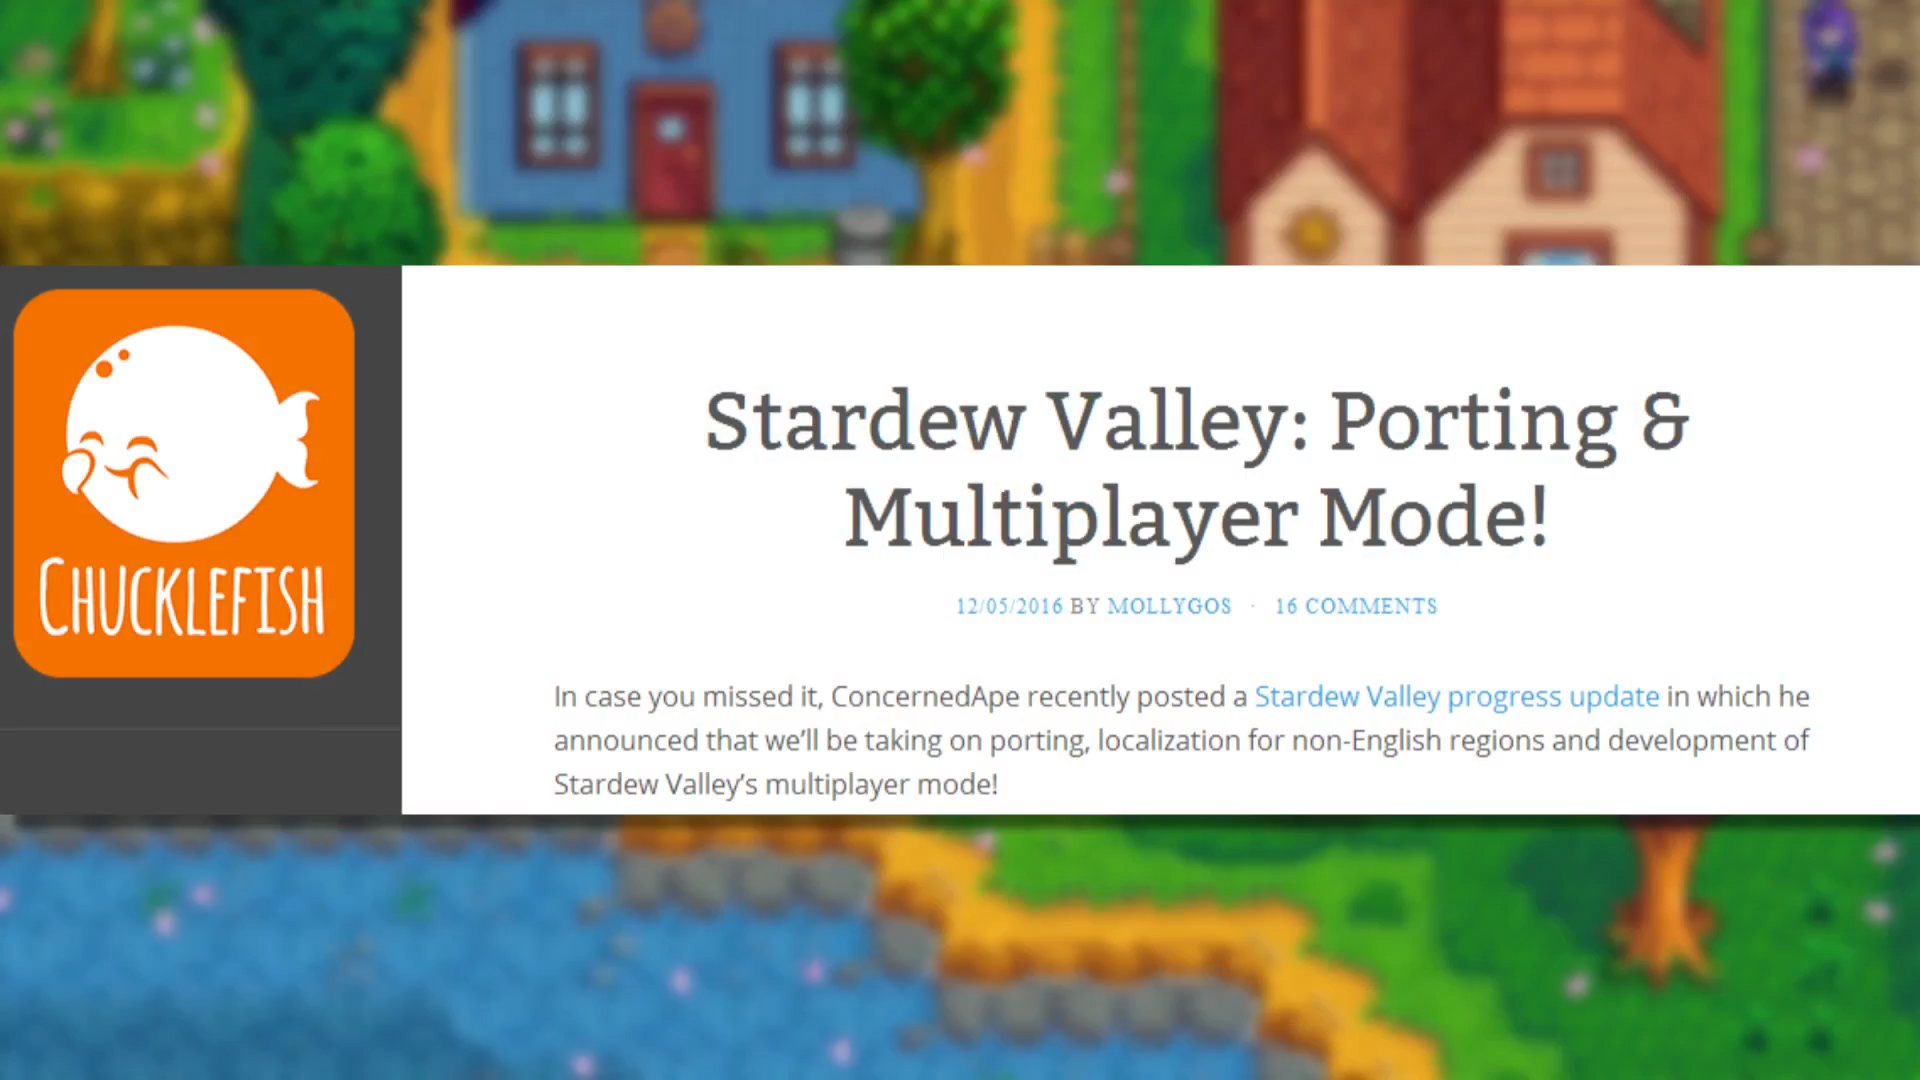 CHUCKLEFISH
Stardew Valley: Porting &
Multiplayer Mode!
12/05/2016 BY MOLLYGOS · 16 COMMENTS
In case you missed it, ConcernedApe recently posted a Stardew Valley progress update in which he
announced that we’ll be taking on porting, localization for non-English regions and development of
Stardew Valley’s multiplayer mode!